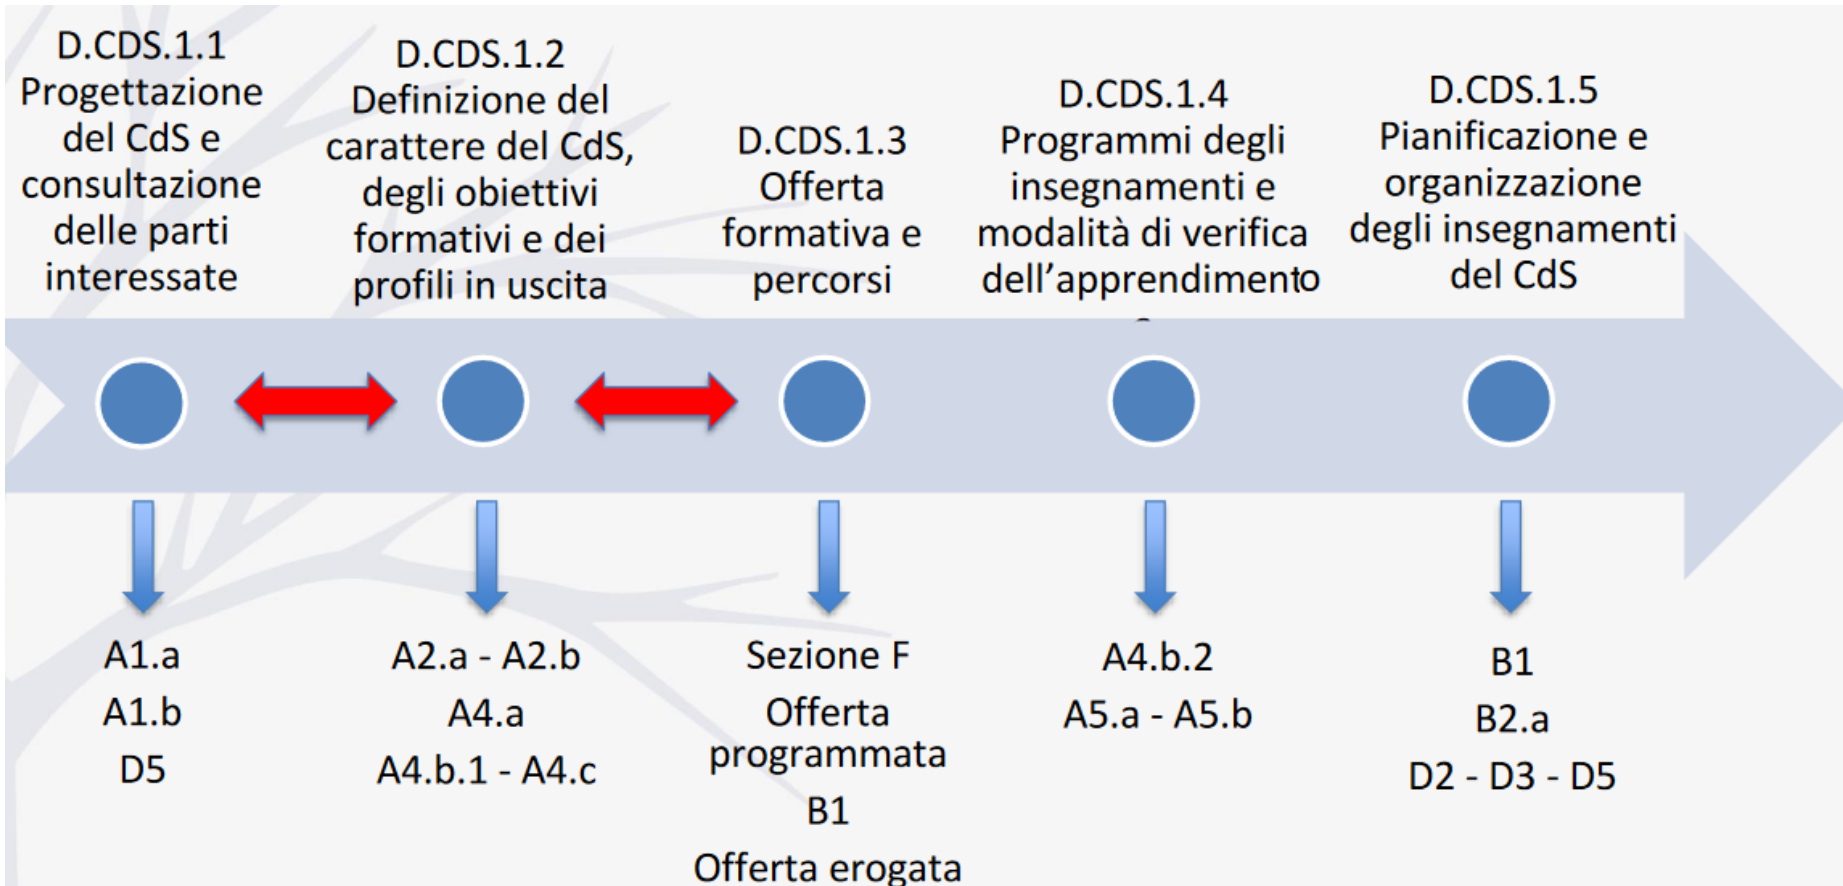 D.CDS.1.1
Progettazione
del CdS e
consultazione
delle parti
interessate
D.CDS.1.2
Definizione del
carattere del CdS,
degli obiettivi
formativi e dei
profili in uscita
D.CDS.1.3
Offerta
formativa e
percorsi
D.CDS.1.4
Programmi degli
insegnamenti e
modalità di verifica
dell'apprendimento
D.CDS.1.5
Pianificazione e
organizzazione
degli insegnamenti
del CdS
A1.a
A1.b
D5
A2.a - A2.b
A4.a
A4.b.1 - A4.c
Sezione F
Offerta
programmata
B1
Offerta erogata
A4.b.2
A5.a - A5.b
B1
B2.a
D2 - D3 - D5